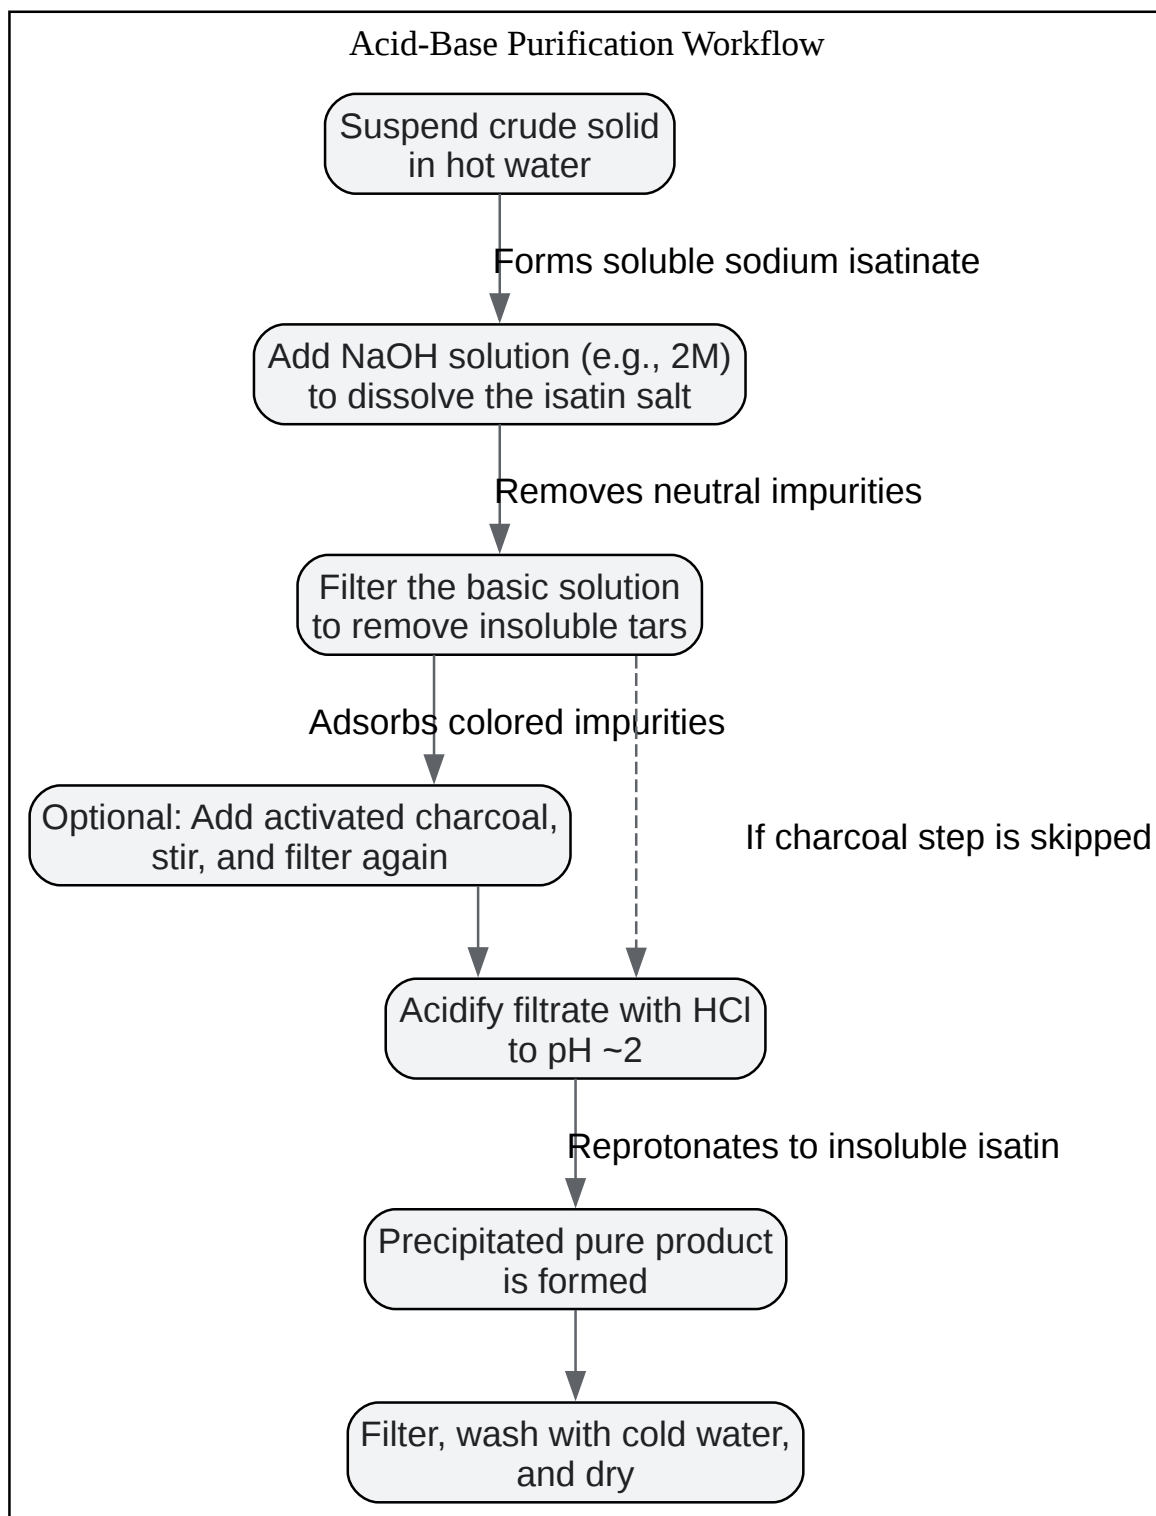 Acid-Base Purification Workflow
Suspend crude solid
in hot water
Forms soluble sodium isatinate
Add NaOH solution (e.g., 2M)
to dissolve the isatin salt
Removes neutral impurities
Filter the basic solution
to remove insoluble tars
Adsorbs colored impurities
Optional: Add activated charcoal,
stir, and filter again
If charcoal step is skipped
Acidify filtrate with HCl
to pH ~2
Reprotonates to insoluble isatin
Precipitated pure product
is formed
Filter, wash with cold water,
and dry